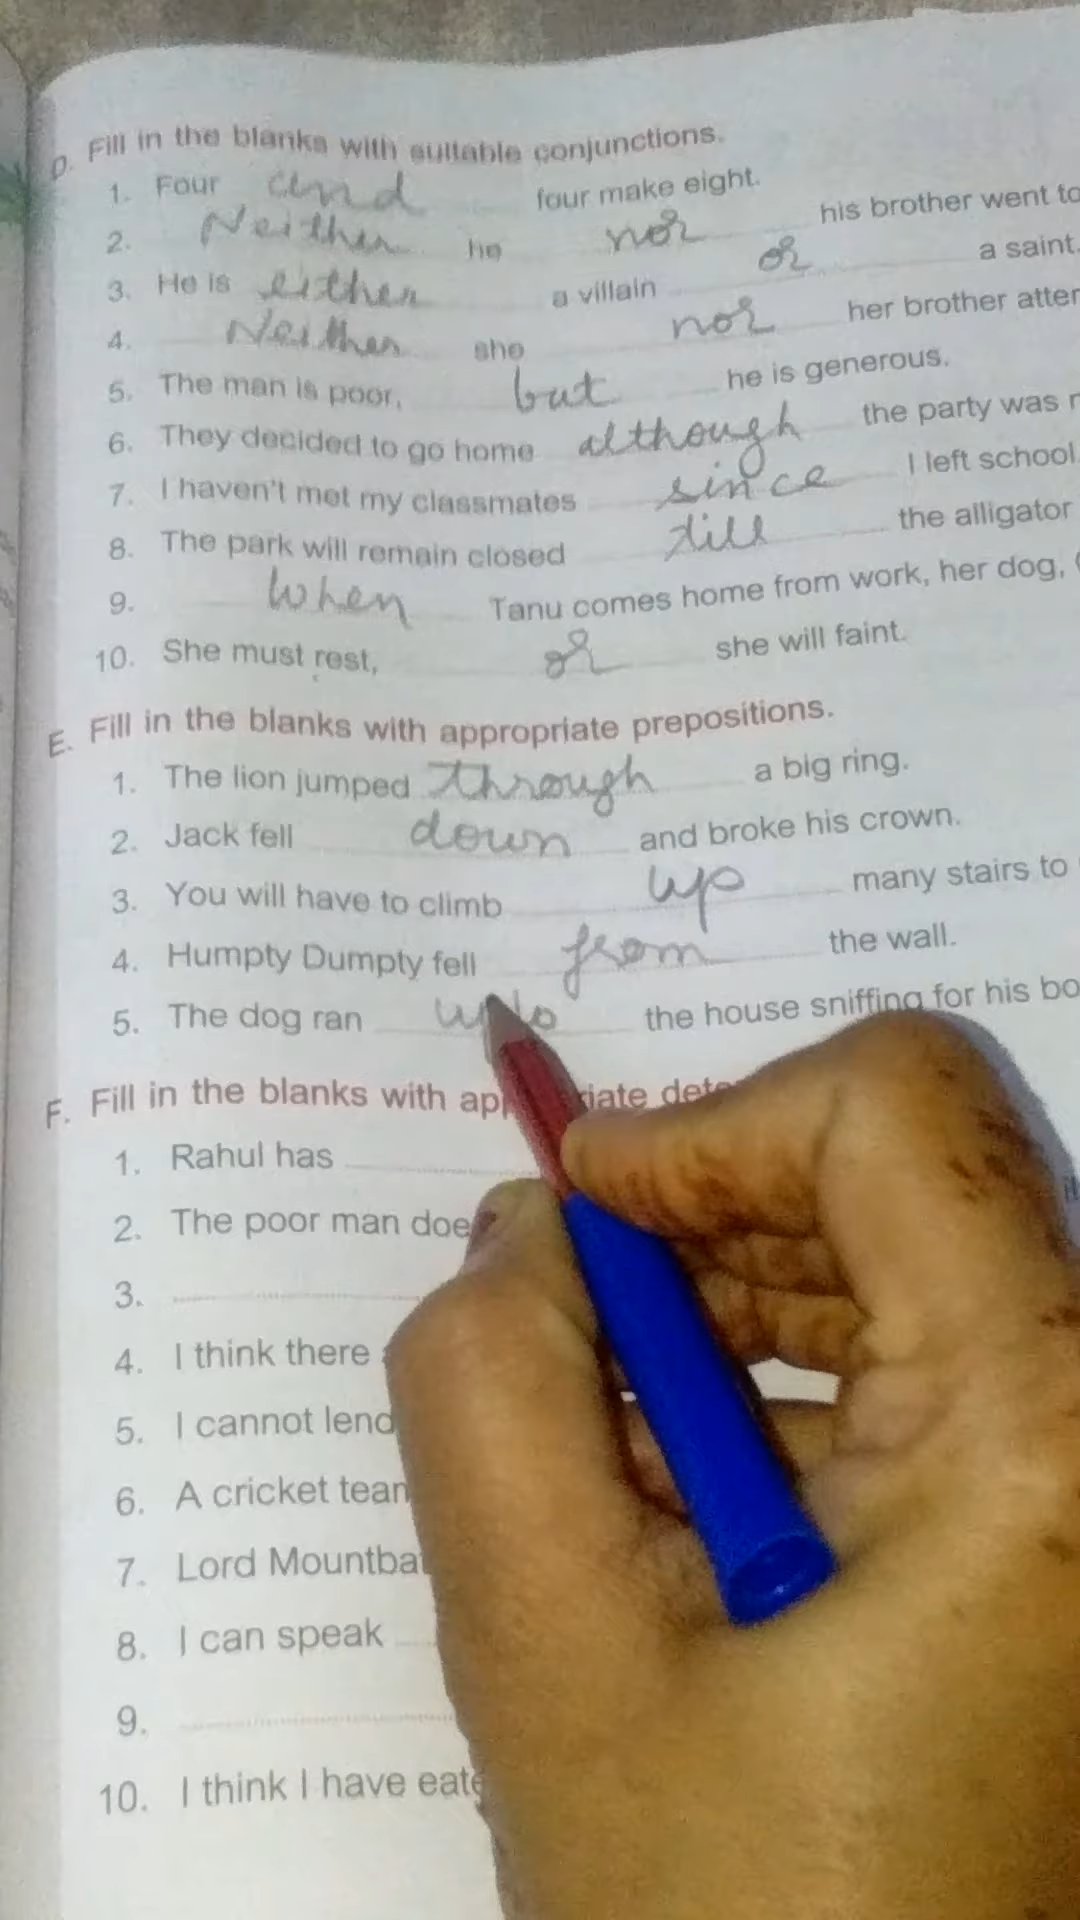 D. Fill in the blanks with suitable conjunctions.
1. Four and four make eight.
2. Neither he nor his brother went to
3. He is either a villain or a saint.
4. Neither she nor her brother atten
5. The man is poor, but he is generous.
6. They decided to go home although the party was
7. I haven't met my classmates since I left school.
8. The park will remain closed till the alligator
9. When Tanu comes home from work, her dog,
10. She must rest, or she will faint.
E. Fill in the blanks with appropriate prepositions.
1. The lion jumped through a big ring.
2. Jack fell down and broke his crown.
3. You will have to climb up many stairs to
4. Humpty Dumpty fell from the wall.
5. The dog ran the house sniffing for his bo
F. Fill in the blanks with
1. Rahul has
2. The poor man doe
3.
4. I think there
5. I cannot lend
6. A cricket team
7. Lord Mountba
8. I can speak
9.
10. I think I have eate